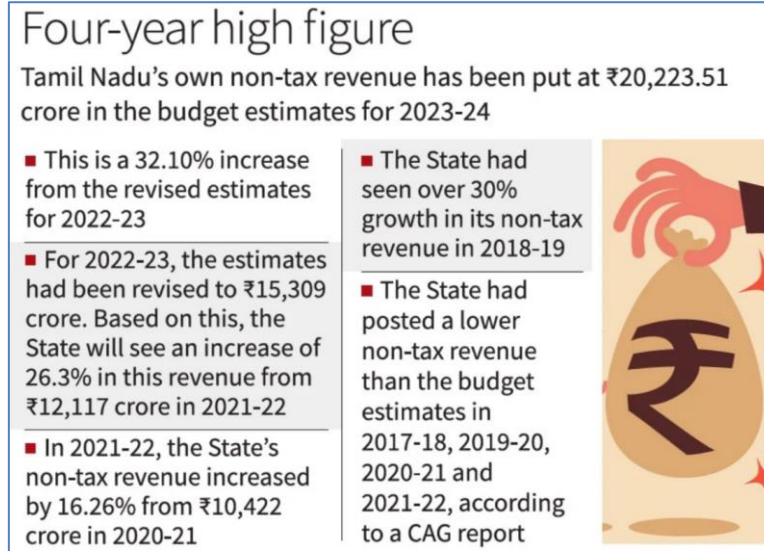 Four-year high figure
Tamil Nadu’s own non-tax revenue has been put at ₹20,223.51
crore in the budget estimates for 2023-24
■ This is a 32.10% increase
from the revised estimates
for 2022-23
■ For 2022-23, the estimates
had been revised to ₹15,309
crore. Based on this, the
State will see an increase of
26.3% in this revenue from
₹12,117 crore in 2021-22
■ In 2021-22, the State’s
non-tax revenue increased
by 16.26% from ₹10,422
crore in 2020-21
■ The State had
seen over 30%
growth in its non-tax
revenue in 2018-19
■ The State had
posted a lower
non-tax revenue
than the budget
estimates in
2017-18, 2019-20,
2020-21 and
2021-22, according
to a CAG report
₹